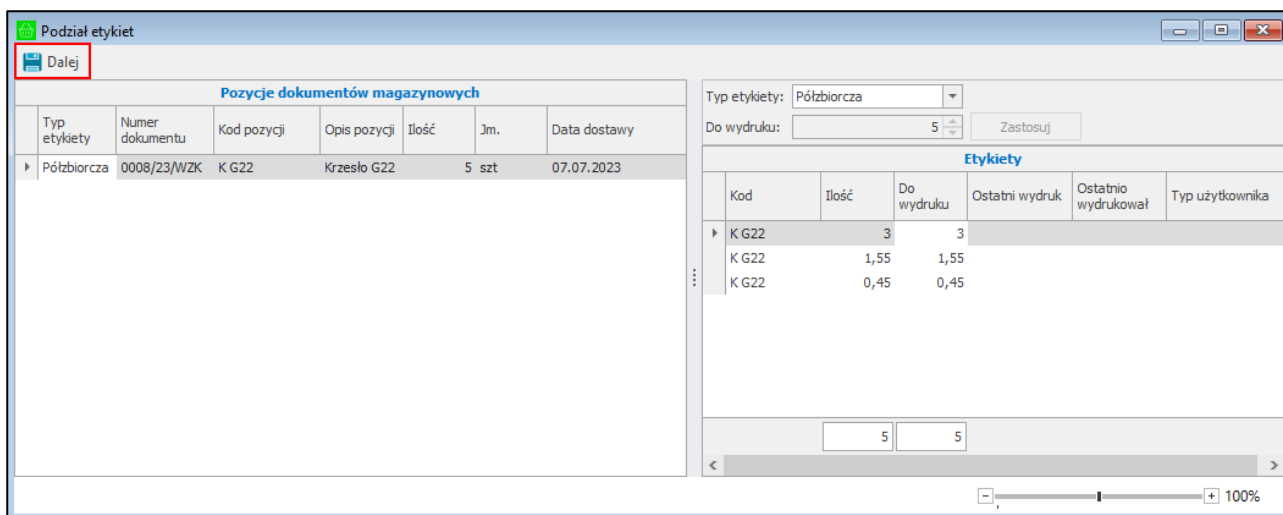 Podział etykiet
Dalej
Pozycje dokumentów magazynowych
Typ etykiety Numer dokumentu Kod pozycji Opis pozycji Ilość Jm. Data dostawy
Półzbiorcza 0008/23/WZK K G22 Krzesło G22 5 szt 07.07.2023
Typ etykiety: Półzbiorcza
Do wydruku: 5 Zastosuj
Etykiety
Kod Ilość Do wydruku Ostatni wydruk Ostatnio wydrukował Typ użytkownika
K G22 3 3
K G22 1,55 1,55
K G22 0,45 0,45
5 5
100%